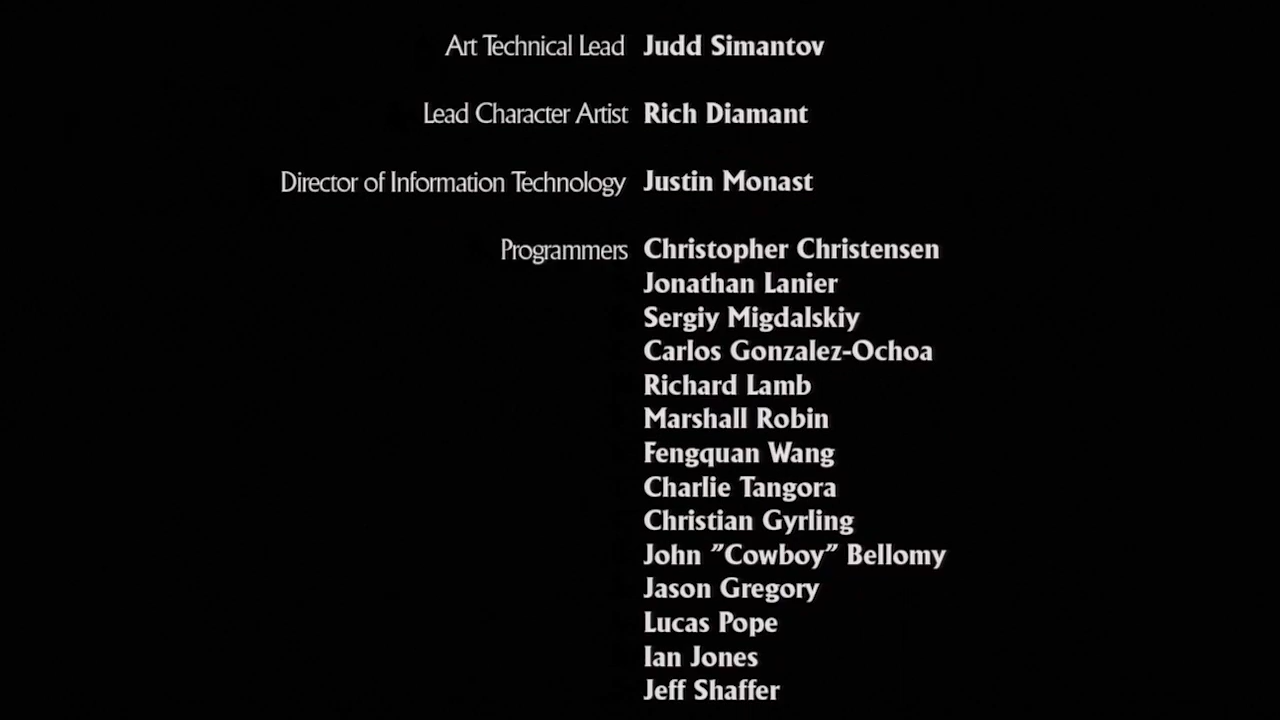 Art Technical Lead Judd Simantov
Lead Character Artist Rich Diamant
Director of Information Technology Justin Monast
Programmers Christopher Christensen
Jonathan Lanier
Sergiy Migdalskiy
Carlos Gonzalez-Ochoa
Richard Lamb
Marshall Robin
Fengquan Wang
Charlie Tangora
Christian Gyrling
John ”Cowboy” Bellomy
Jason Gregory
Lucas Pope
Ian Jones
Jeff Shaffer